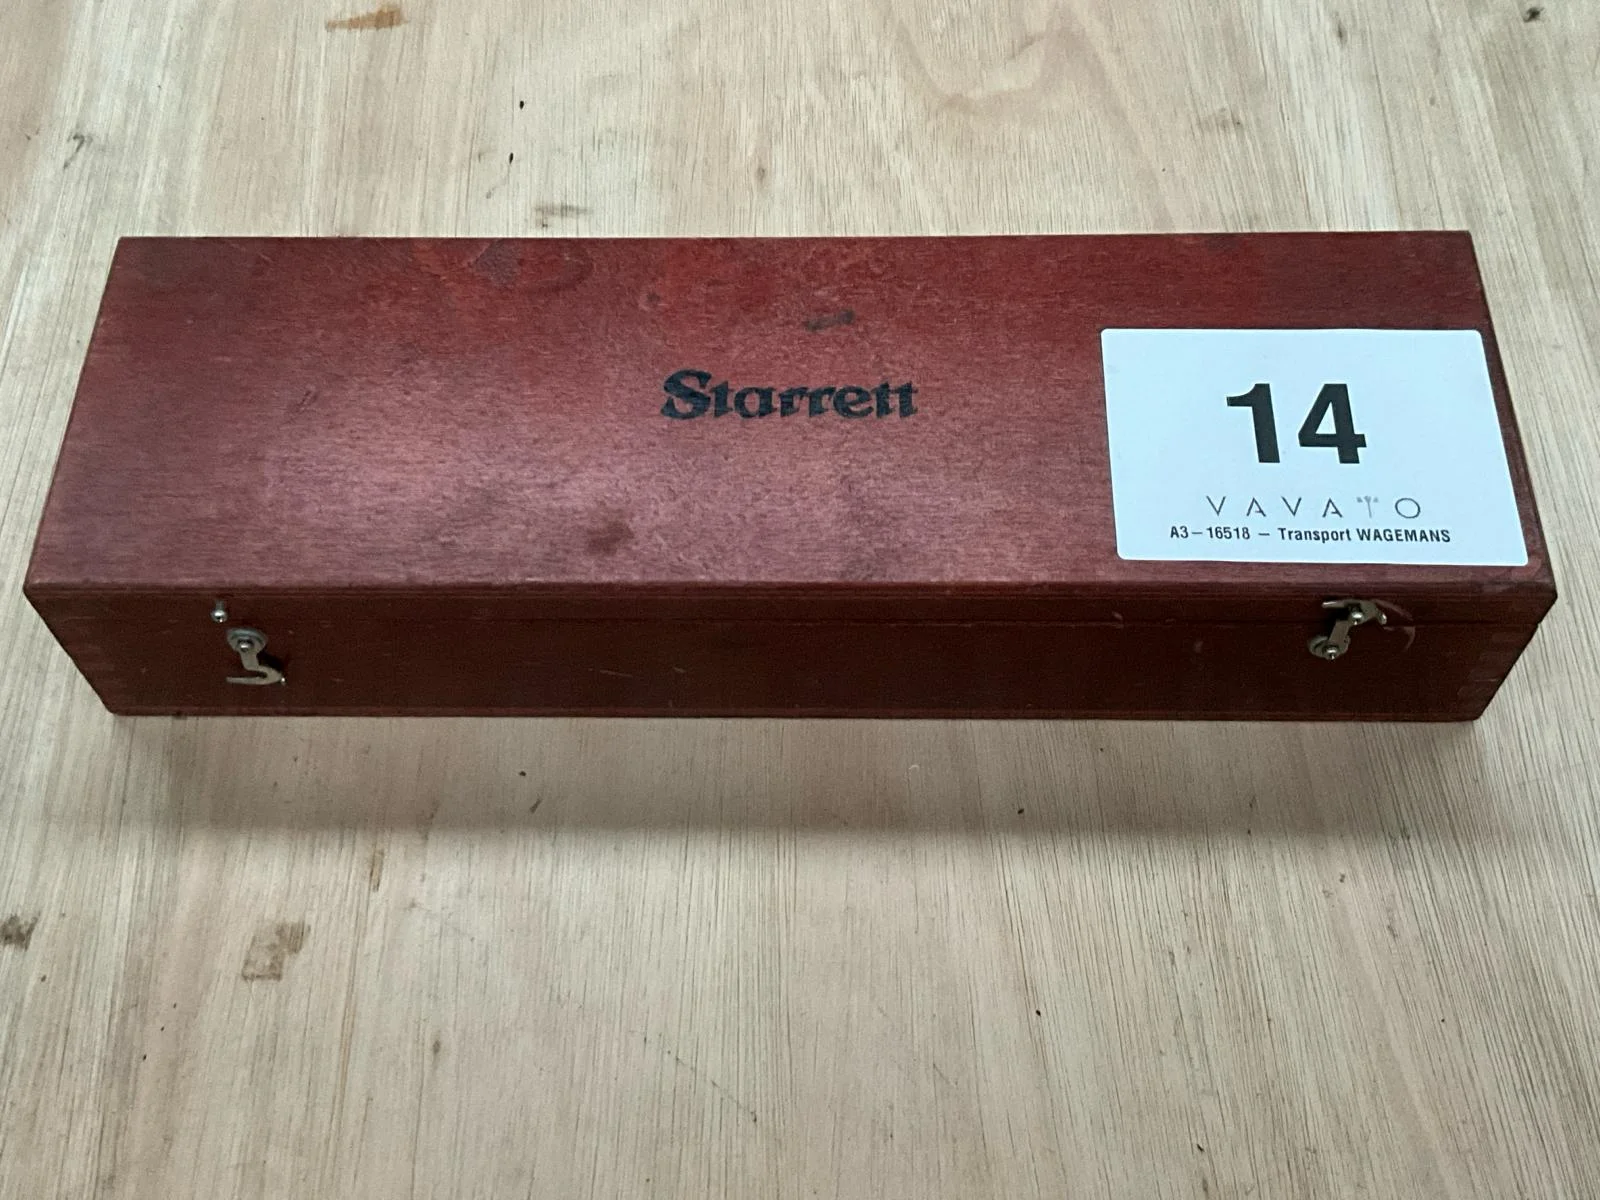 Starrett
14
VAVATO
A3-16518 - Transport WAGEMANS